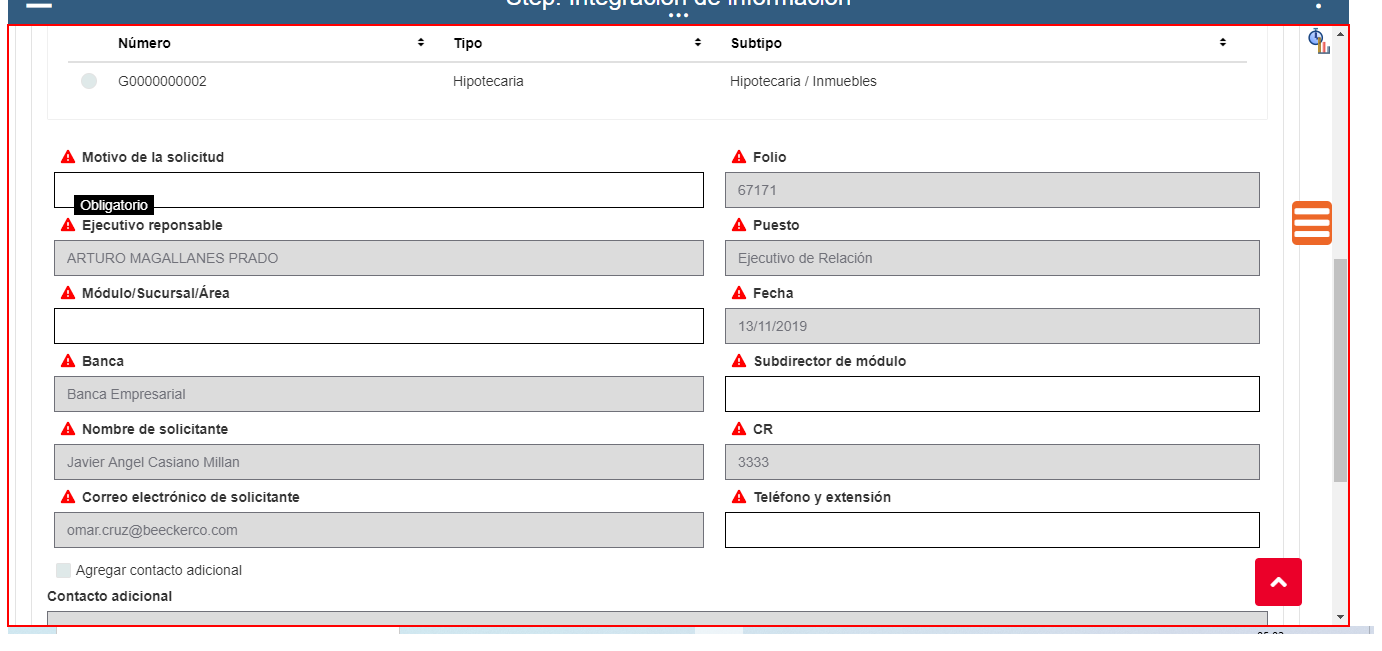 Step: Integración de información
Número Tipo Subtipo
G0000000002 Hipotecaria Hipotecaria / Inmuebles
Motivo de la solicitud Folio
67171
Obligatorio
Ejecutivo reponsable Puesto
ARTURO MAGALLANES PRADO Ejecutivo de Relación
Módulo/Sucursal/Área Fecha
13/11/2019
Banca Subdirector de módulo
Banca Empresarial
Nombre de solicitante CR
Javier Angel Casiano Millan 3333
Correo electrónico de solicitante Teléfono y extensión
omar.cruz@beeckerco.com
Agregar contacto adicional
Contacto adicional